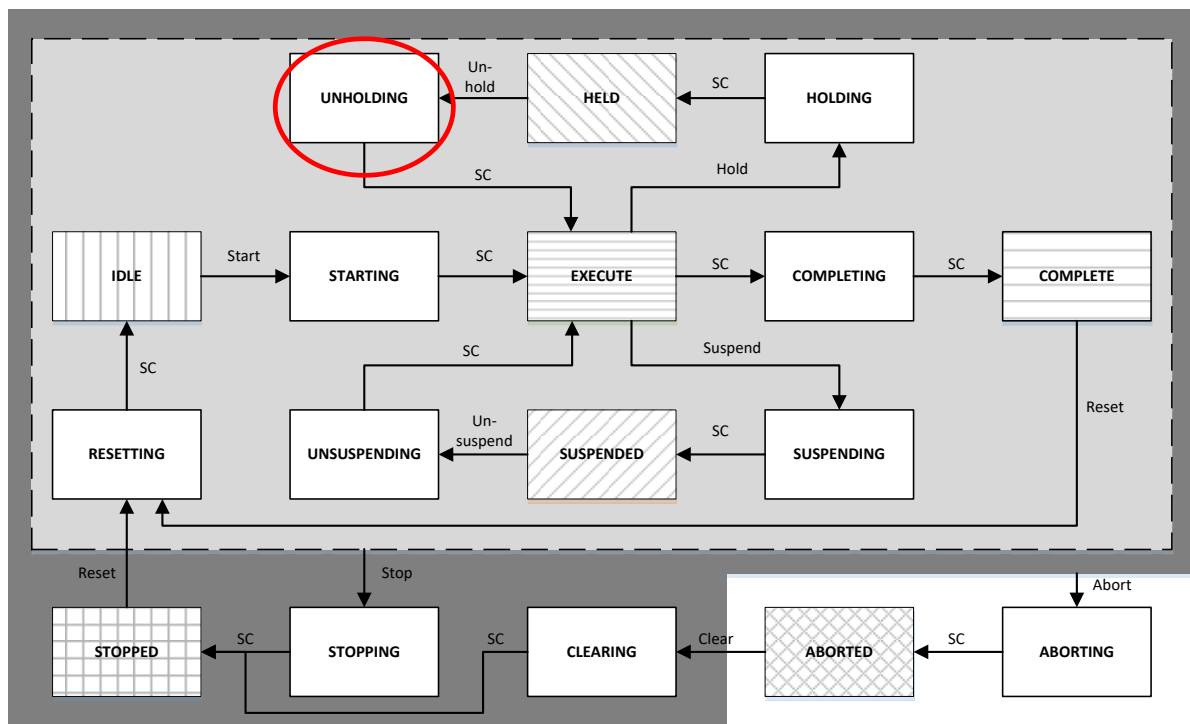 Un-
hold
SC
UNHOLDING
HELD
HOLDING
SC
Hold
Start
SC
SC
SC
IDLE
STARTING
EXECUTE
COMPLETING
COMPLETE
SC
SC
Suspend
Reset
Un-
suspend
SC
RESETTING
UNSUSPENDING
SUSPENDED
SUSPENDING
Reset
Stop
Abort
SC
SC
Clear
SC
STOPPED
STOPPING
CLEARING
ABORTED
ABORTING